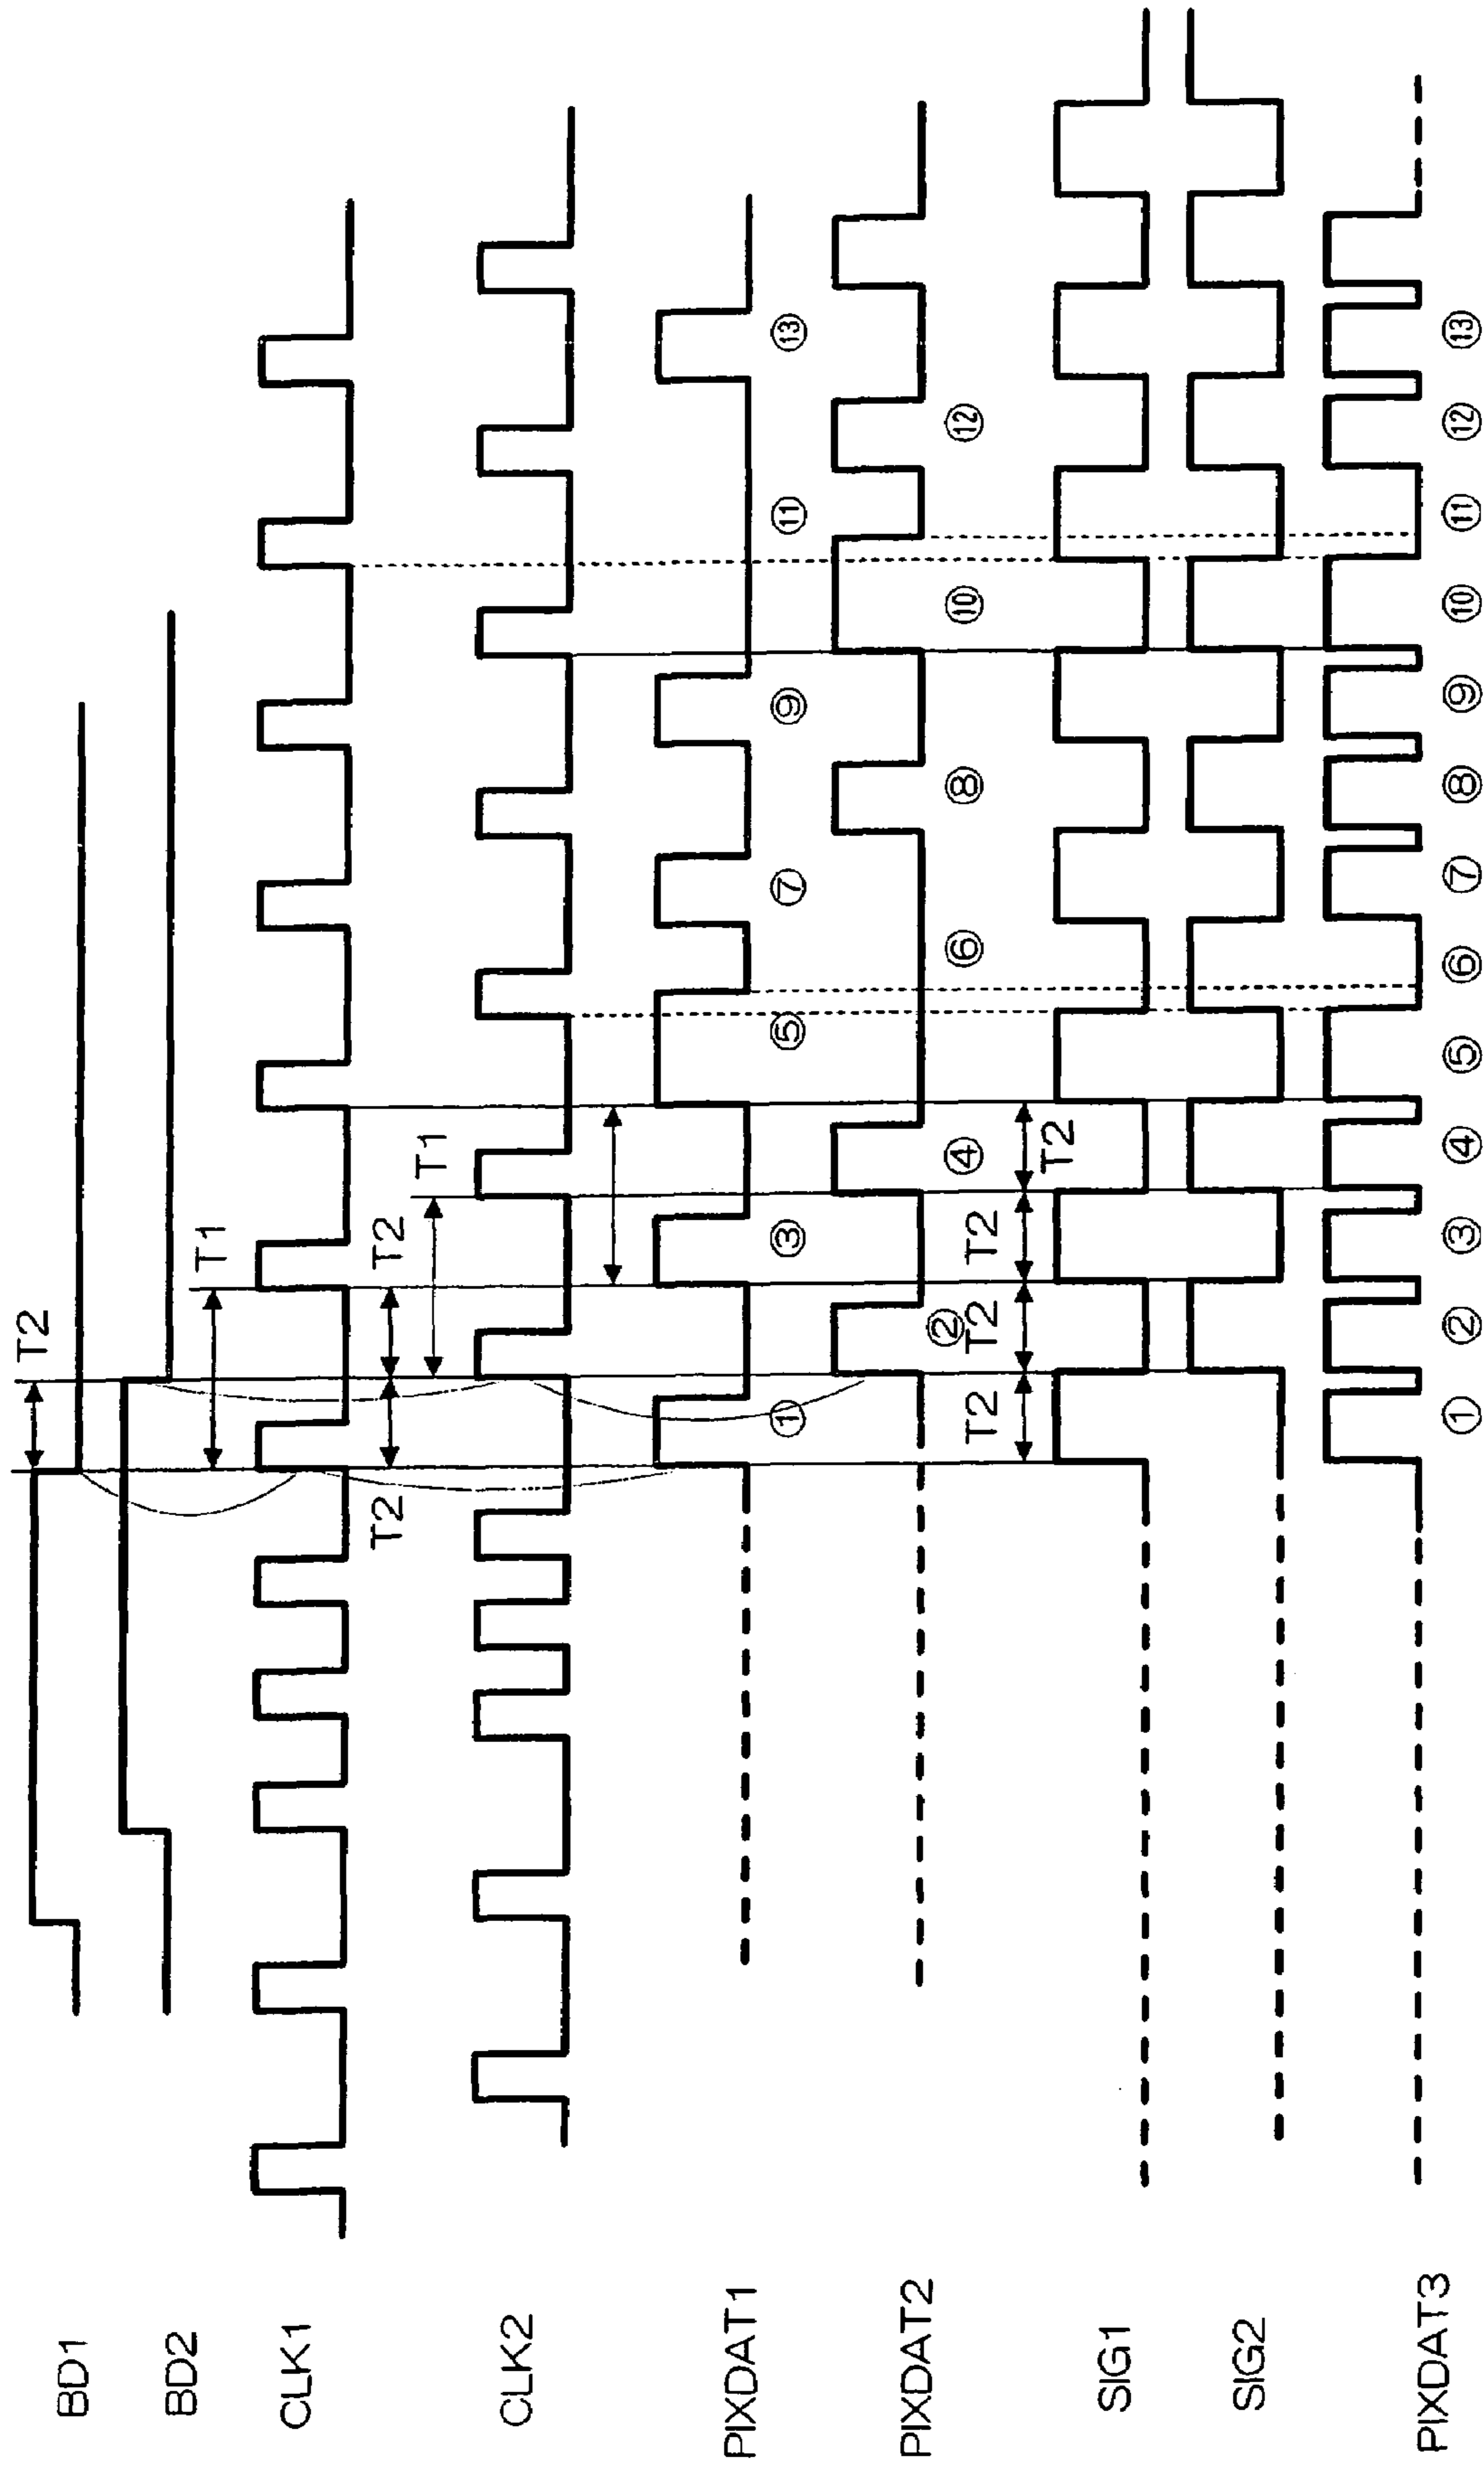 BD1
T2
BD2
CLK1
T1
T2
T2
CLK2
T1
PIXDAT1
①
③
⑤
⑦
⑨
⑪
⑬
PIXDAT2
②
④
⑥
⑧
⑩
⑫
T2
T2
T2
T2
SIG1
SIG2
PIXDAT3
①
②
③
④
⑤
⑥
⑦
⑧
⑨
⑩
⑪
⑫
⑬